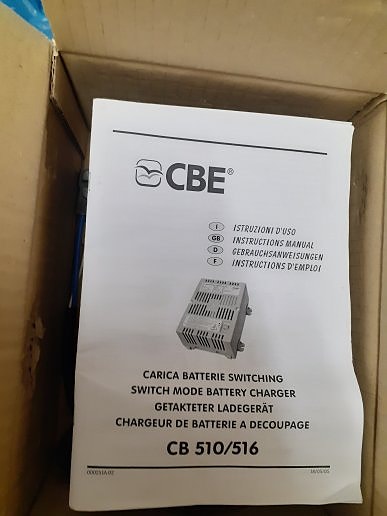 CBE®
I ISTRUZIONI D'USO
GB INSTRUCTIONS MANUAL
D GEBRAUCHSANWEISUNGEN
F INSTRUCTIONS D'EMPLOI
CARICA BATTERIE SWITCHING
SWITCH MODE BATTERY CHARGER
GETAKTETER LADEGERÄT
CHARGEUR DE BATTERIE A DECOUPAGE
CB 510/516